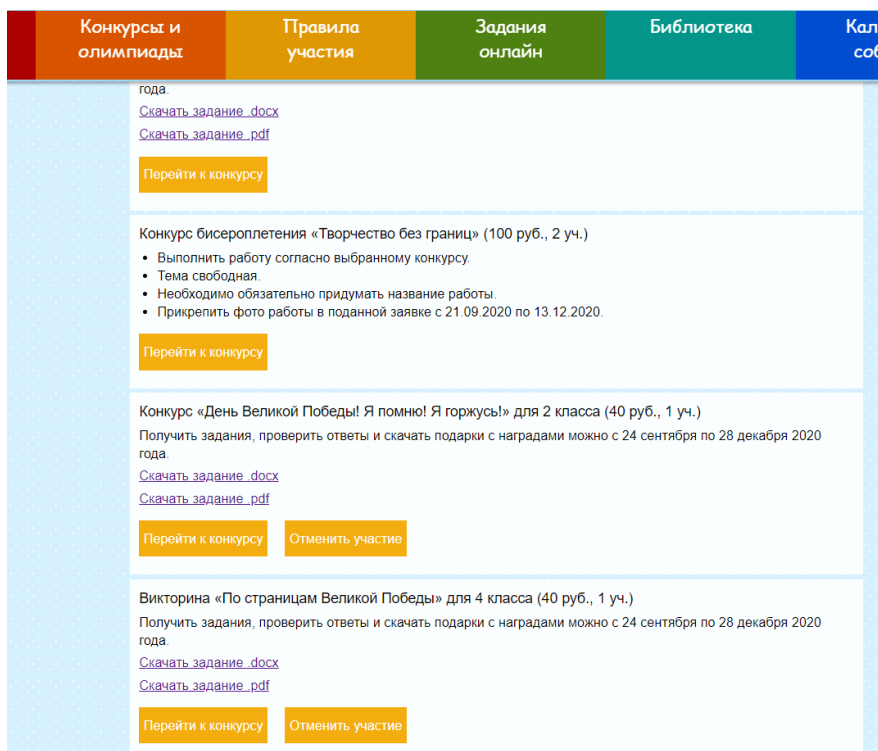 Конкурсы и
олимпиады
Правила
участия
Задания
онлайн
Библиотека
года.
Скачать задание .docx
Скачать задание .pdf
Перейти к конкурсу
Конкурс бисероплетения «Творчество без границ» (100 руб., 2 уч.)
Выполнить работу согласно выбранному конкурсу.
Тема свободная.
Необходимо обязательно придумать название работы.
Прикрепить фото работы в поданной заявке с 21.09.2020 по 13.12.2020.
Перейти к конкурсу
Конкурс «День Великой Победы! Я помню! Я горжусь!» для 2 класса (40 руб., 1 уч.)
Получить задания, проверить ответы и скачать подарки с наградами можно с 24 сентября по 28 декабря 2020
года.
Скачать задание .docx
Скачать задание .pdf
Перейти к конкурсу Отменить участие
Викторина «По страницам Великой Победы» для 4 класса (40 руб., 1 уч.)
Получить задания, проверить ответы и скачать подарки с наградами можно с 24 сентября по 28 декабря 2020
года.
Скачать задание .docx
Скачать задание .pdf
Перейти к конкурсу Отменить участие